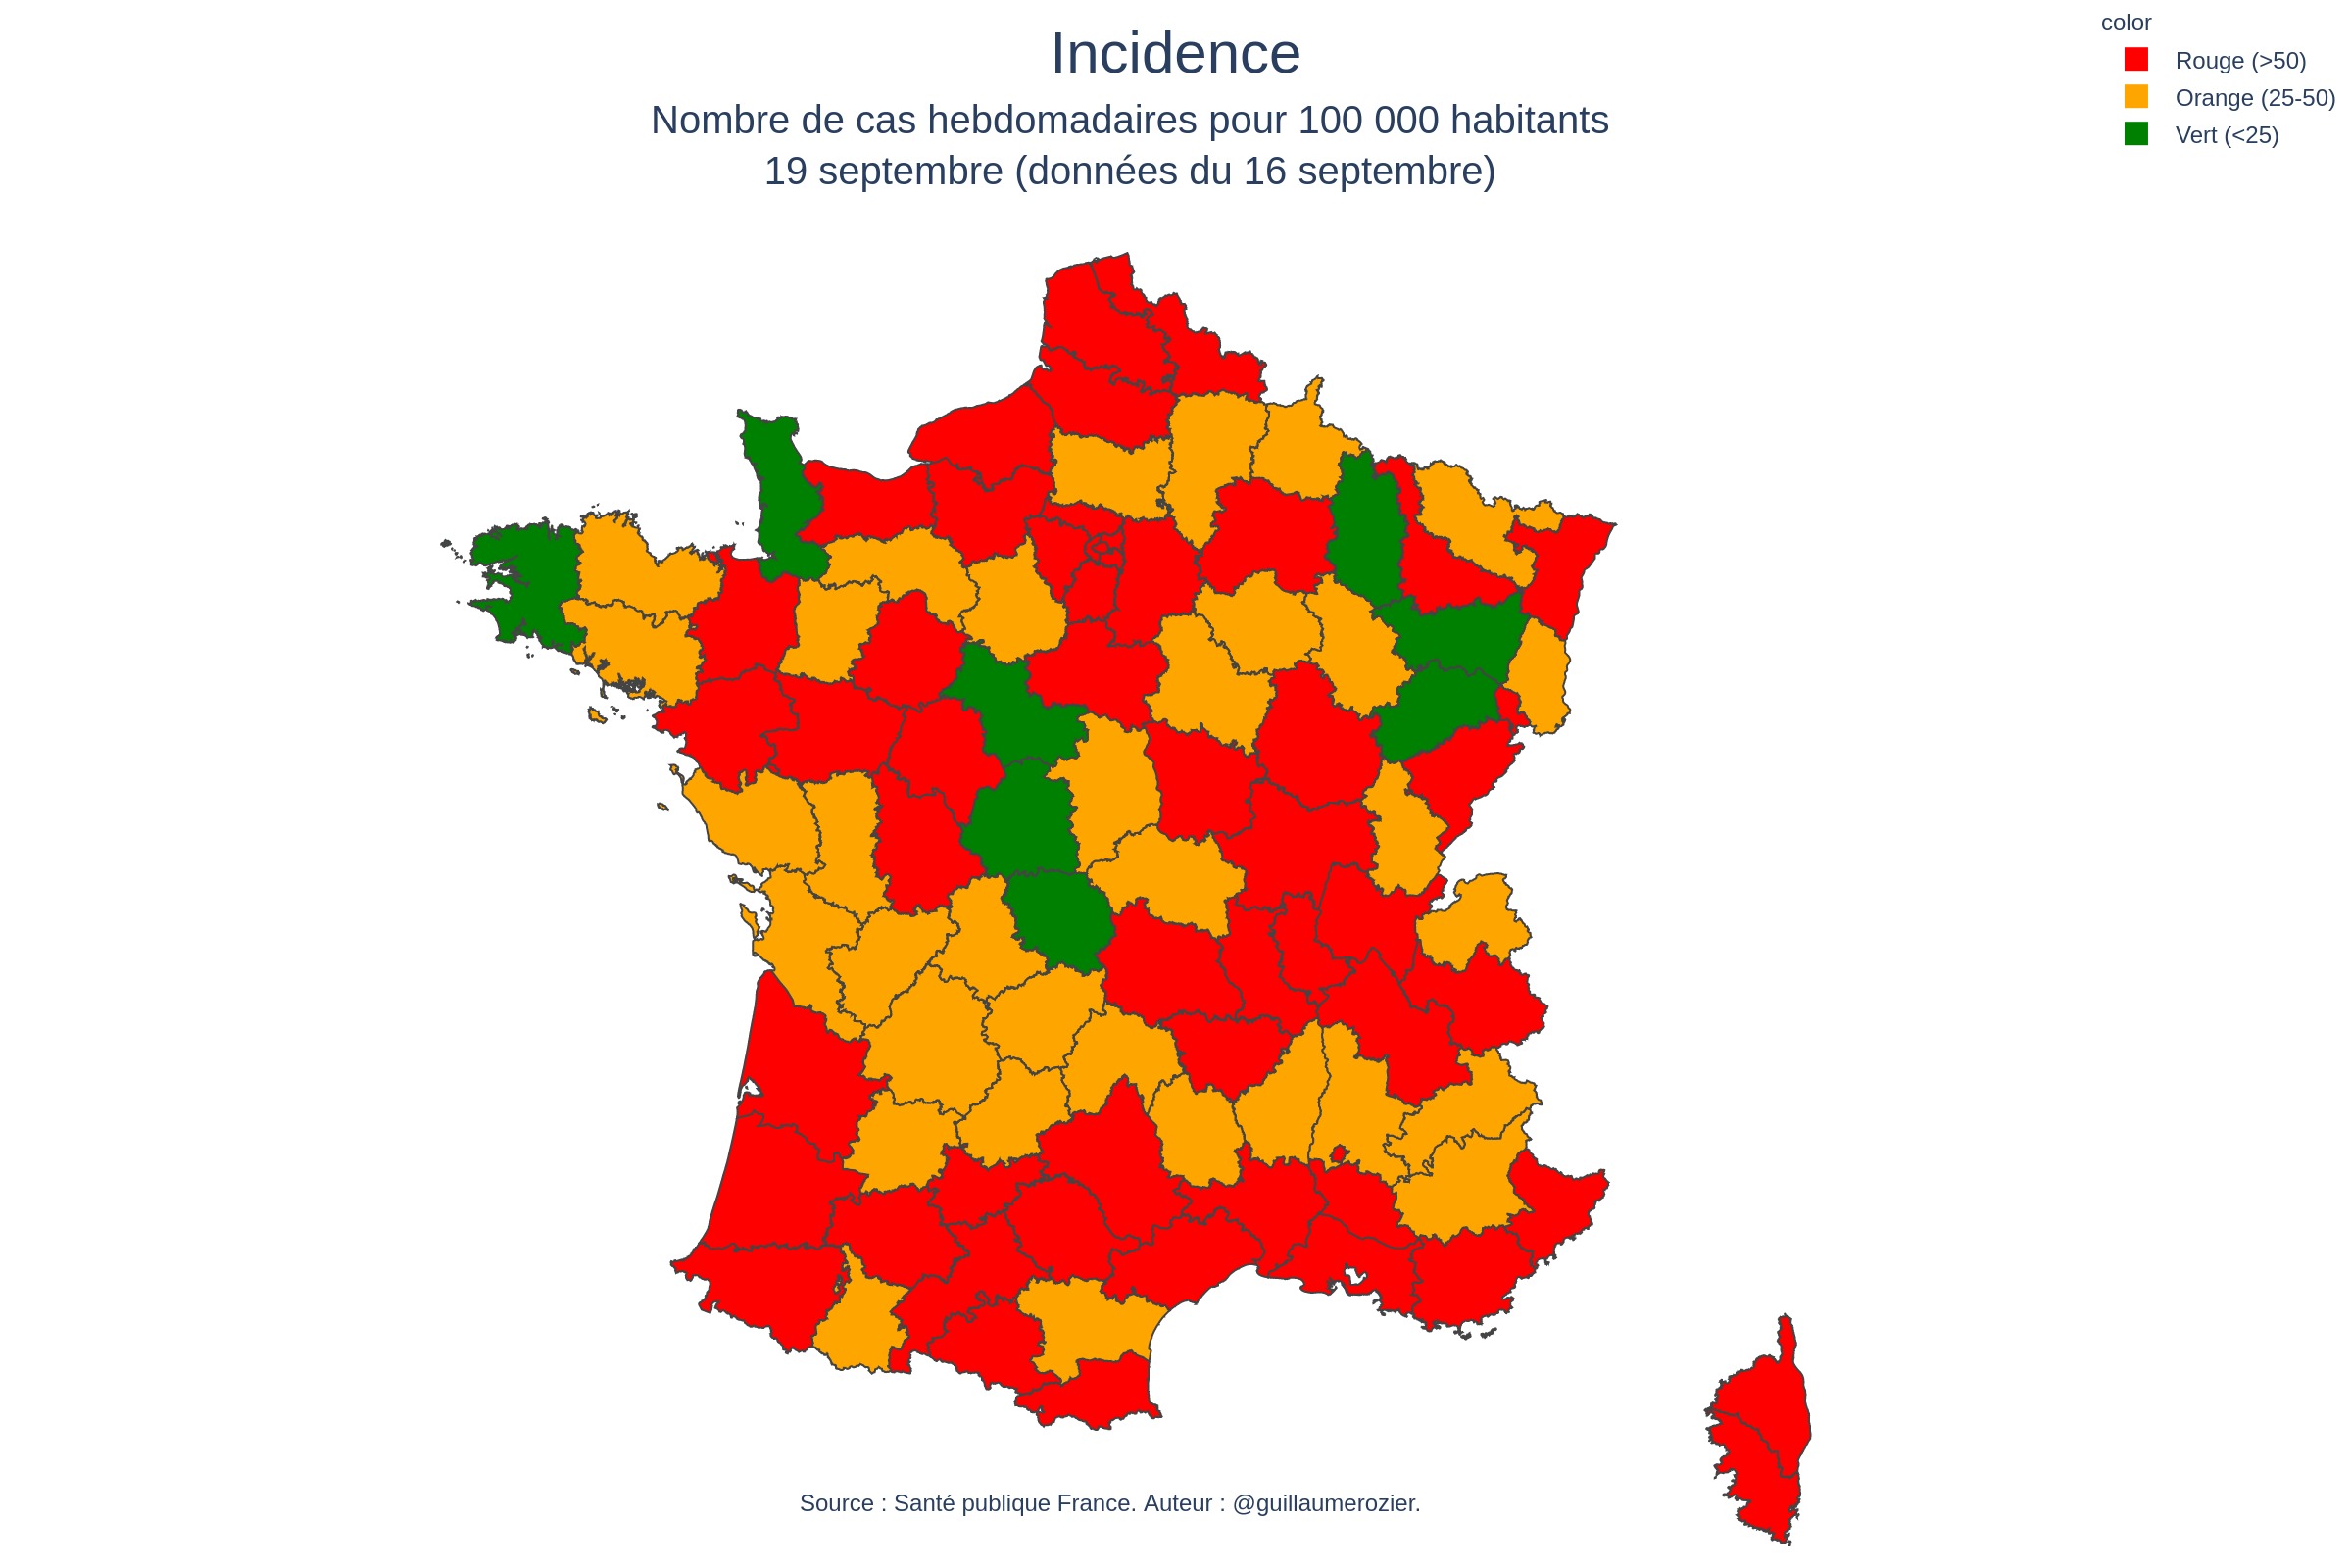 Incidence
Nombre de cas hebdomadaires pour 100 000 habitants
19 septembre (données du 16 septembre)
color
Rouge (>50)
Orange (25-50)
Vert (<25)
Source : Santé publique France. Auteur : @guillaumerozier.